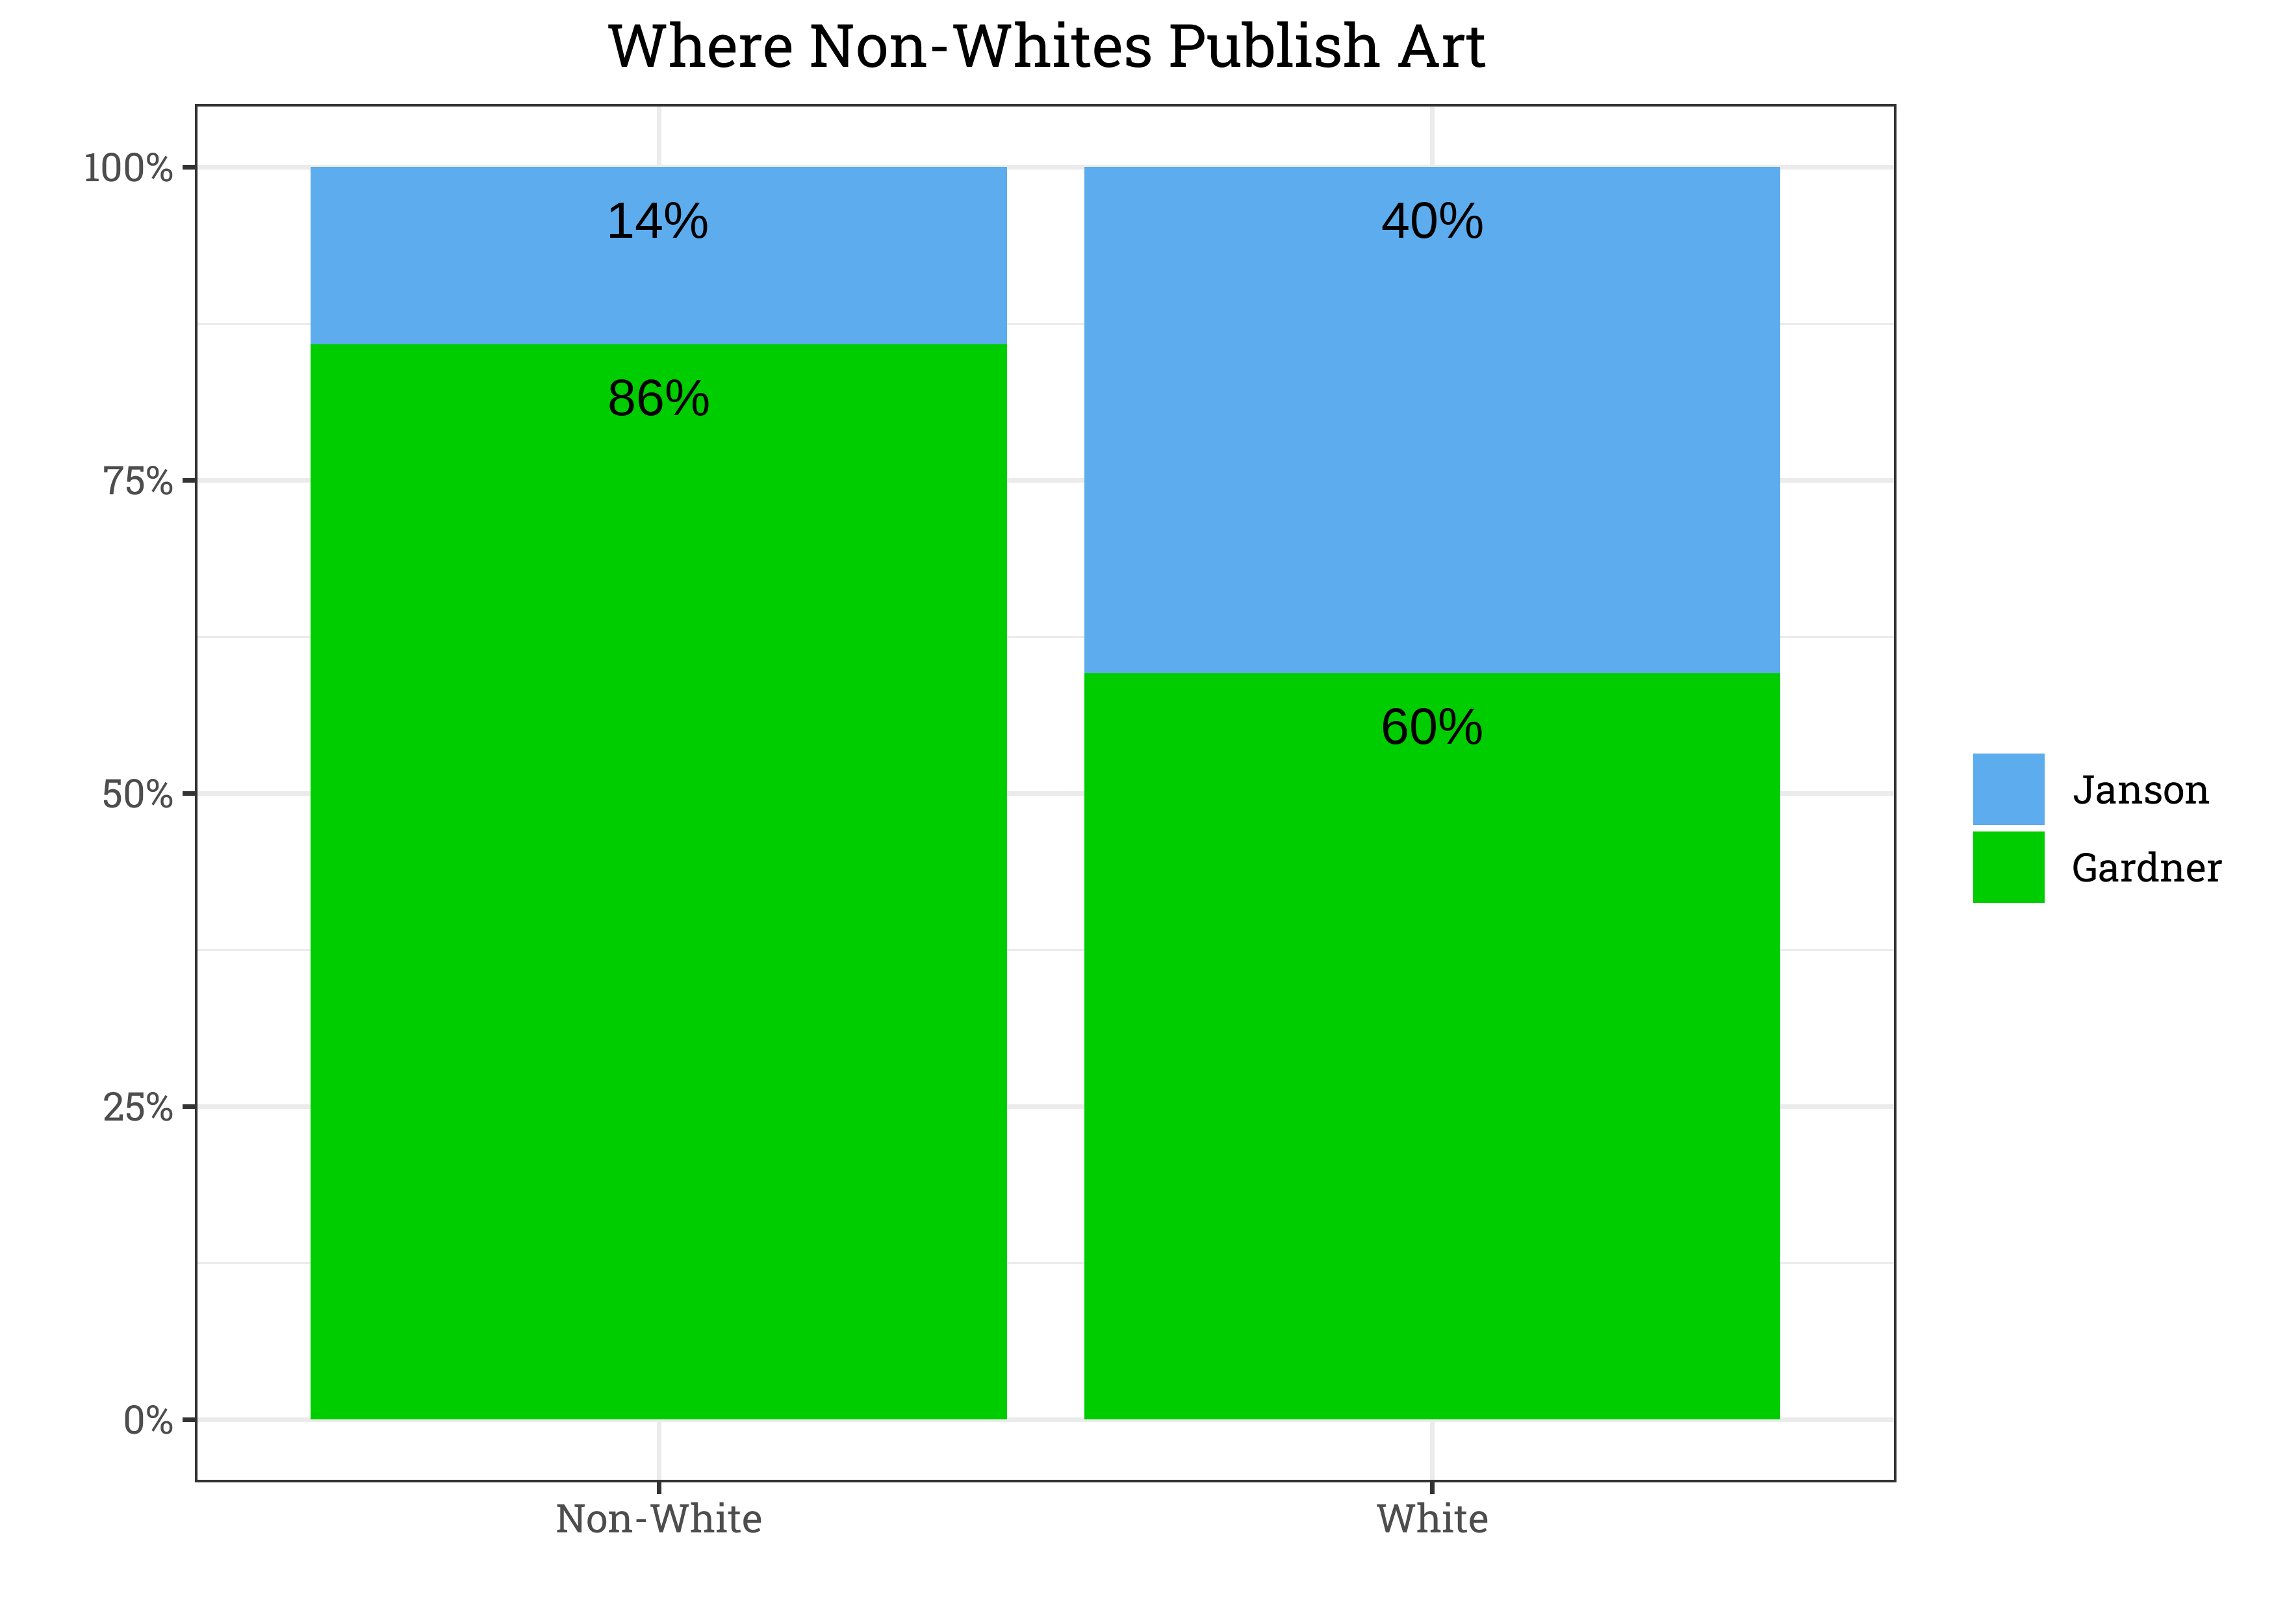 Where Non-Whites Publish Art
100%
14%
40%
86%
75%
60%
50%
Janson
Gardner
25%
0%
Non-White
White